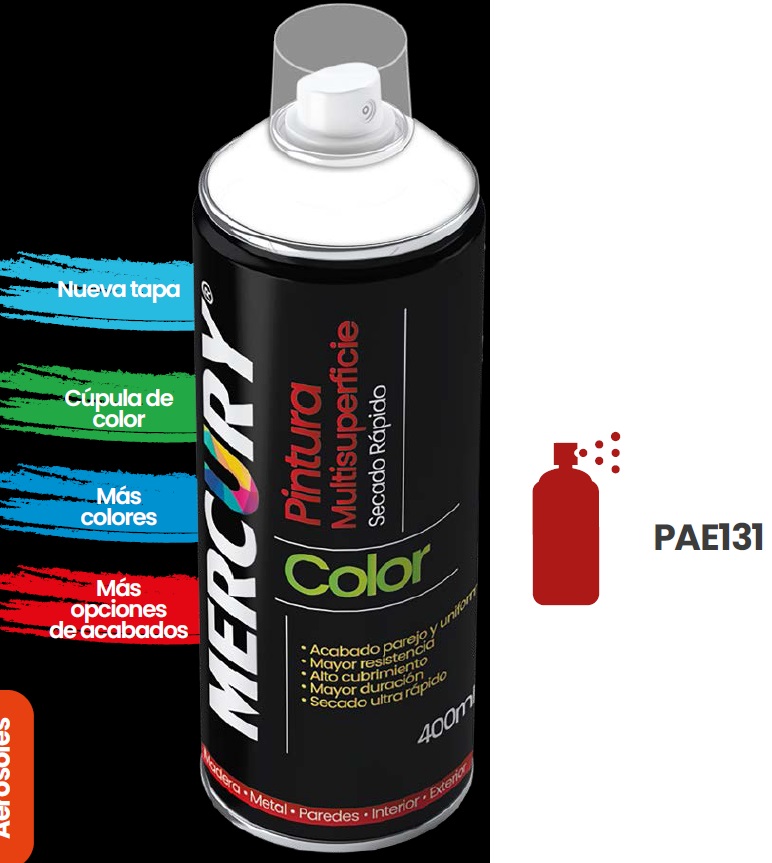 Nueva tapa
Cúpula de
color
Más
colores
Más
opciones
de acabados
Aerosoles
MERCURY®
Pintura
Multisuperficie
Secado Rápido
Color
• Acabado parejo y uniform
• Mayor resistencia
• Alto cubrimiento
• Mayor duración
• Secado ultra rápido
400ml
Madera • Metal • Paredes • Interior • Exterior
PAE131